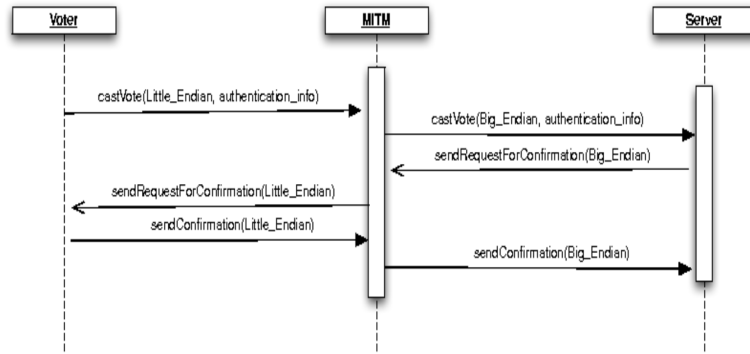 Voter
MITM
Server
castVote(Little_Endian, authentication_info)
castVote(Big_Endian, authentication_info)
sendRequestForConfirmation(Big_Endian)
sendRequestForConfirmation(Little_Endian)
sendConfirmation(Little_Endian)
sendConfirmation(Big_Endian)